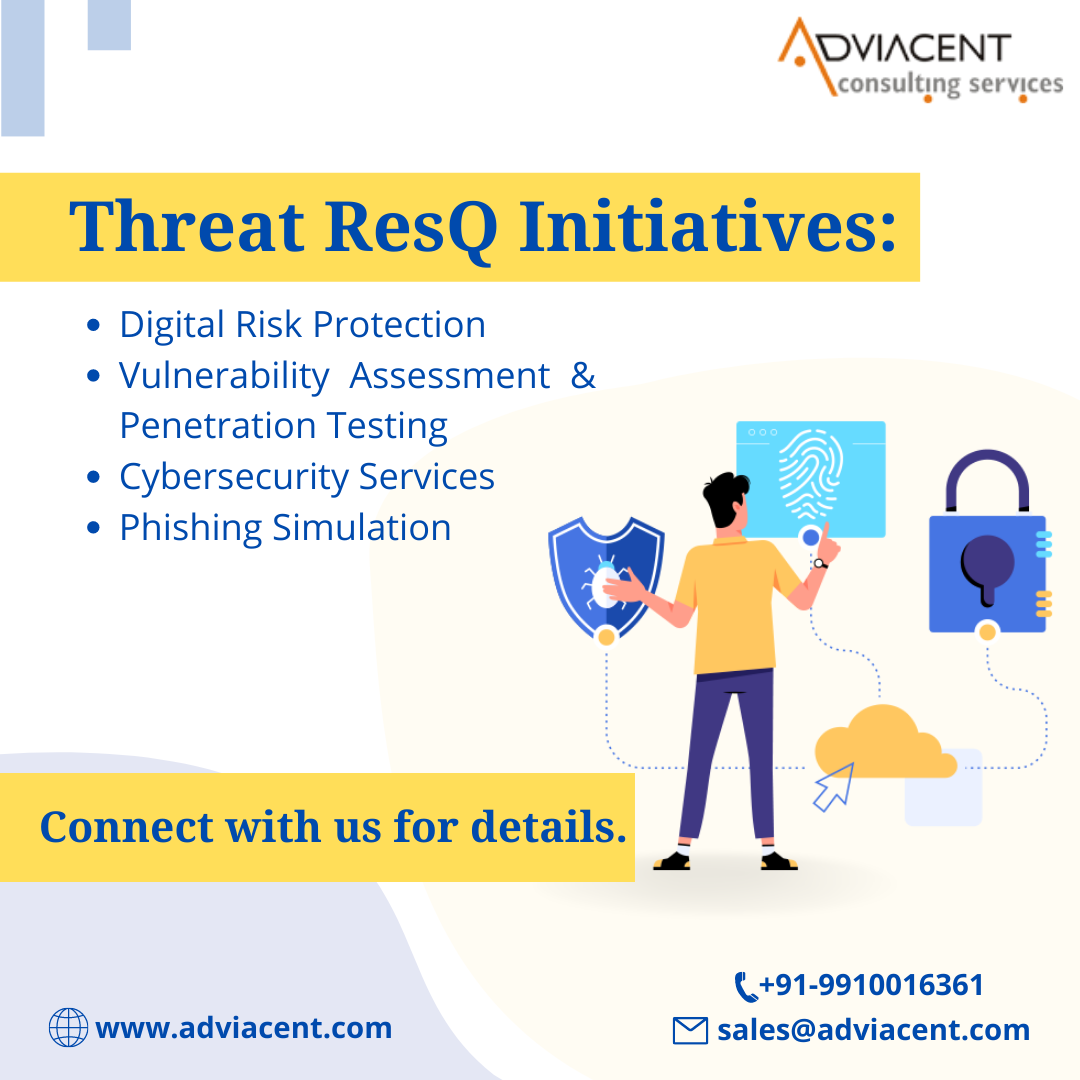 ADVIACENT
consulting services
Threat ResQ Initiatives:
• Digital Risk Protection
• Vulnerability Assessment &
Penetration Testing
• Cybersecurity Services
• Phishing Simulation
Connect with us for details.
+91-9910016361
www.adviacent.com
sales@adviacent.com